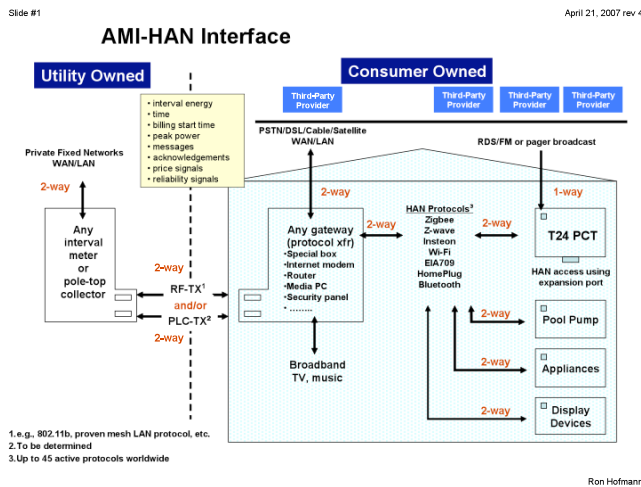 Slide #1
April 21, 2007 rev 4
AMI-HAN Interface
Utility Owned
Consumer Owned
Third-Party
Provider
Third-Party
Provider
Third-Party
Provider
Third-Party
Provider
• interval energy
• time
• billing start time
• peak power
• messages
• acknowledgements
• price signals
• reliability signals
PSTN/DSL/Cable/Satellite
WAN/LAN
RDS/FM or pager broadcast
Private Fixed Networks
WAN/LAN
2-way
2-way
1-way
Any
interval
meter
or
pole-top
collector
2-way
RF-TX1
and/or
PLC-TX2
2-way
Any gateway
(protocol xfr)
•Special box
•Internet modem
•Router
•Media PC
•Security panel
• ........
2-way
HAN Protocols3
Zigbee
Z-wave
Insteon
Wi-Fi
EIA709
HomePlug
Bluetooth
2-way
T24 PCT
HAN access using
expansion port
2-way
Pool Pump
2-way
Appliances
2-way
Display
Devices
Broadband
TV, music
1.e.g., 802.11b, proven mesh LAN protocol, etc.
2.To be determined
3.Up to 45 active protocols worldwide
Ron Hofmann